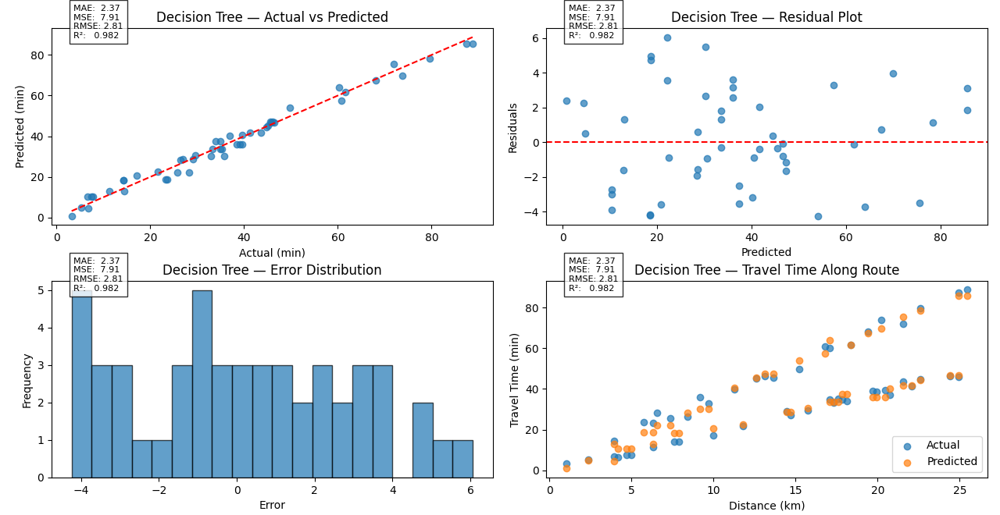 Decision Tree — Actual vs Predicted
MAE:  2.37
MSE:  7.91
RMSE: 2.81
R²:   0.982
Predicted (min)
80
60
40
20
0
0 20 40 60 80
Actual (min)
Decision Tree — Residual Plot
MAE:  2.37
MSE:  7.91
RMSE: 2.81
R²:   0.982
Residuals
6
4
2
0
−2
−4
0 20 40 60 80
Predicted
Decision Tree — Error Distribution
MAE:  2.37
MSE:  7.91
RMSE: 2.81
R²:   0.982
Frequency
5
4
3
2
1
0
−4 −2 0 2 4 6
Error
Decision Tree — Travel Time Along Route
MAE:  2.37
MSE:  7.91
RMSE: 2.81
R²:   0.982
Travel Time (min)
80
60
40
20
0
Actual
Predicted
0 5 10 15 20 25
Distance (km)